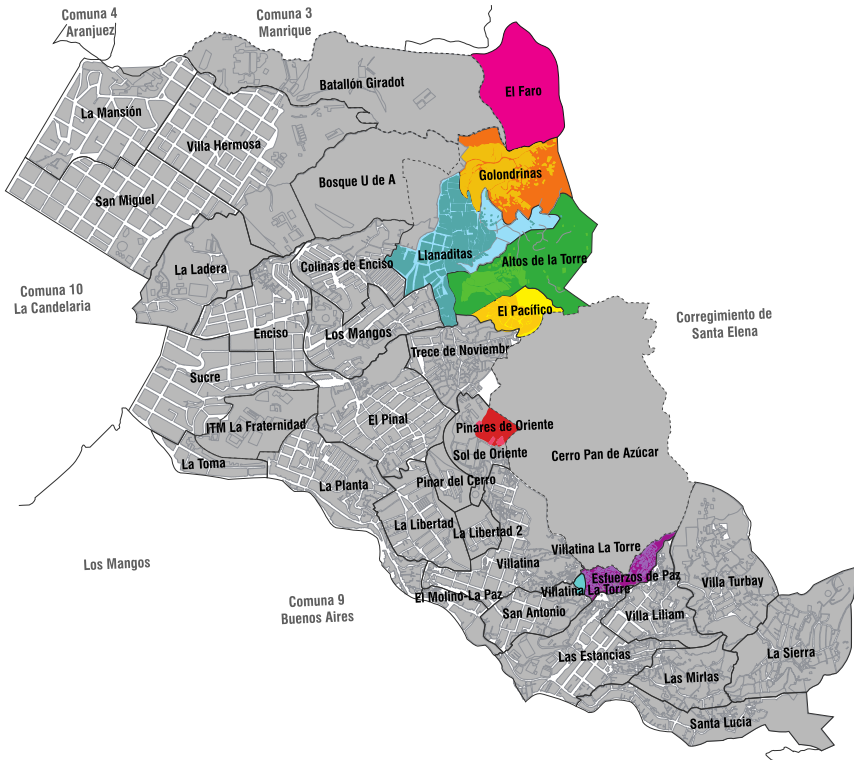 Comuna 4
Aranjuez
Comuna 3
Manrique
Batallón Giradot
El Faro
La Mansión
Villa Hermosa
Golondrinas
Bosque U de A
San Miguel
Llanaditas
Altos de la Torre
La Ladera
Colinas de Enciso
Comuna 10
La Candelaria
El Pacífico
Corregimiento de
Santa Elena
Enciso
Los Mangos
Trece de Noviembr
Sucre
El Pinal
ITM La Fraternidad
Pinares de Oriente
Sol de Oriente
Cerro Pan de Azúcar
La Toma
La Planta
Pinar del Cerro
La Libertad
La Libertad 2
Villatina La Torre
Los Mangos
Villatina
Esfuerzos de Paz
Villa Turbay
Villatina La Torre
El Molino-La Paz
Comuna 9
Buenos Aires
San Antonio
Villa Liliam
Las Estancias
La Sierra
Las Mirlas
Santa Lucía